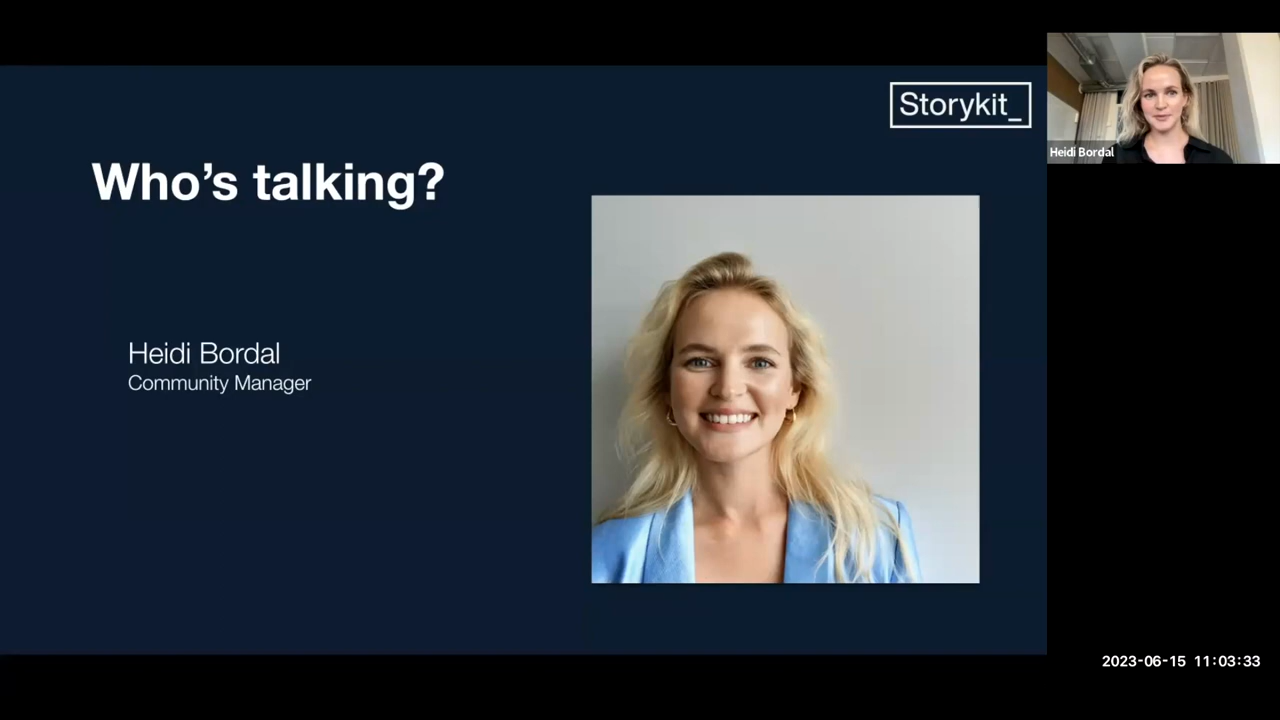 Storykit_
Who's talking?
Heidi Bordal
Community Manager
Heidi Bordal
2023-06-15 11:03:33